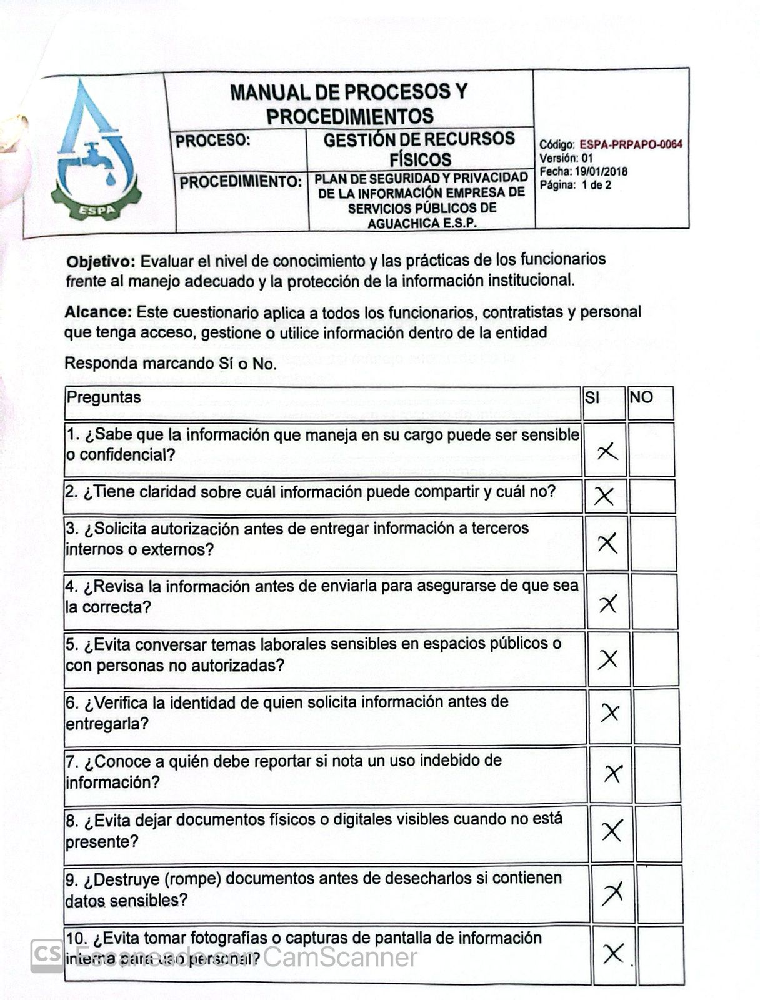 MANUAL DE PROCESOS Y
PROCEDIMIENTOS
PROCESO:
GESTIÓN DE RECURSOS
FÍSICOS
PROCEDIMIENTO:
PLAN DE SEGURIDAD Y PRIVACIDAD
DE LA INFORMACIÓN EMPRESA DE
SERVICIOS PÚBLICOS DE
AGUACHICA E.S.P.
Código: ESPA-PRPAPO-0064
Versión: 01
Fecha: 19/01/2018
Página: 1 de 2
ESPA
Objetivo: Evaluar el nivel de conocimiento y las prácticas de los funcionarios
frente al manejo adecuado y la protección de la información institucional.
Alcance: Este cuestionario aplica a todos los funcionarios, contratistas y personal
que tenga acceso, gestione o utilice información dentro de la entidad
Responda marcando Sí o No.
Preguntas SI NO
1. ¿Sabe que la información que maneja en su cargo puede ser sensible
o confidencial? X
2. ¿Tiene claridad sobre cuál información puede compartir y cuál no? X
3. ¿Solicita autorización antes de entregar información a terceros
internos o externos? X
4. ¿Revisa la información antes de enviarla para asegurarse de que sea
la correcta? X
5. ¿Evita conversar temas laborales sensibles en espacios públicos o
con personas no autorizadas? X
6. ¿Verifica la identidad de quien solicita información antes de
entregarla? X
7. ¿Conoce a quién debe reportar si nota un uso indebido de
información? X
8. ¿Evita dejar documentos físicos o digitales visibles cuando no está
presente? X
9. ¿Destruye (rompe) documentos antes de desecharlos si contienen
datos sensibles? X
10. ¿Evita tomar fotografías o capturas de pantalla de información
interna para uso personal? X
CS Escaneado con CamScanner